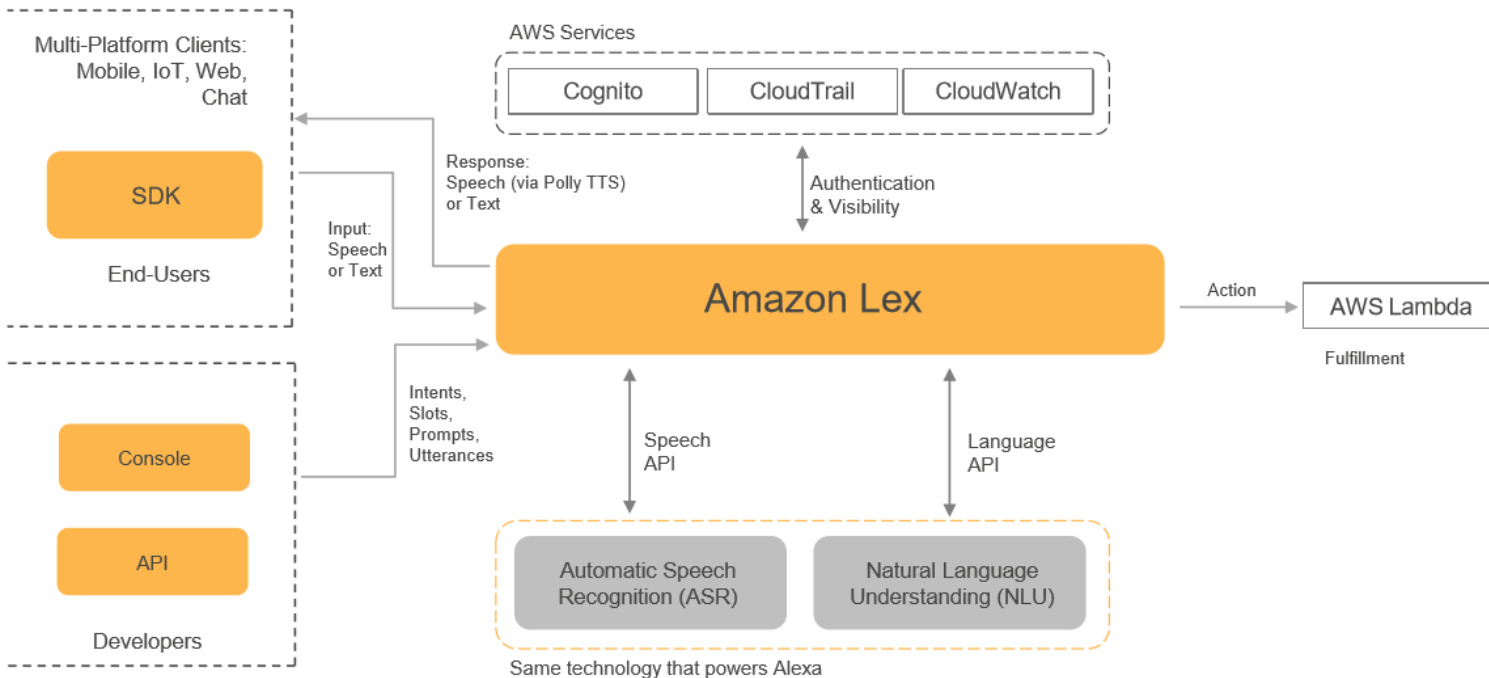 Multi-Platform Clients:
Mobile, IoT, Web,
Chat
SDK
End-Users
AWS Services
Cognito
CloudTrail
CloudWatch
Response:
Speech (via Polly TTS)
or Text
Authentication
& Visibility
Input:
Speech
or Text
Amazon Lex
Action
AWS Lambda
Fulfillment
Intents,
Slots,
Prompts,
Utterances
Console
API
Developers
Speech
API
Language
API
Automatic Speech
Recognition (ASR)
Natural Language
Understanding (NLU)
Same technology that powers Alexa